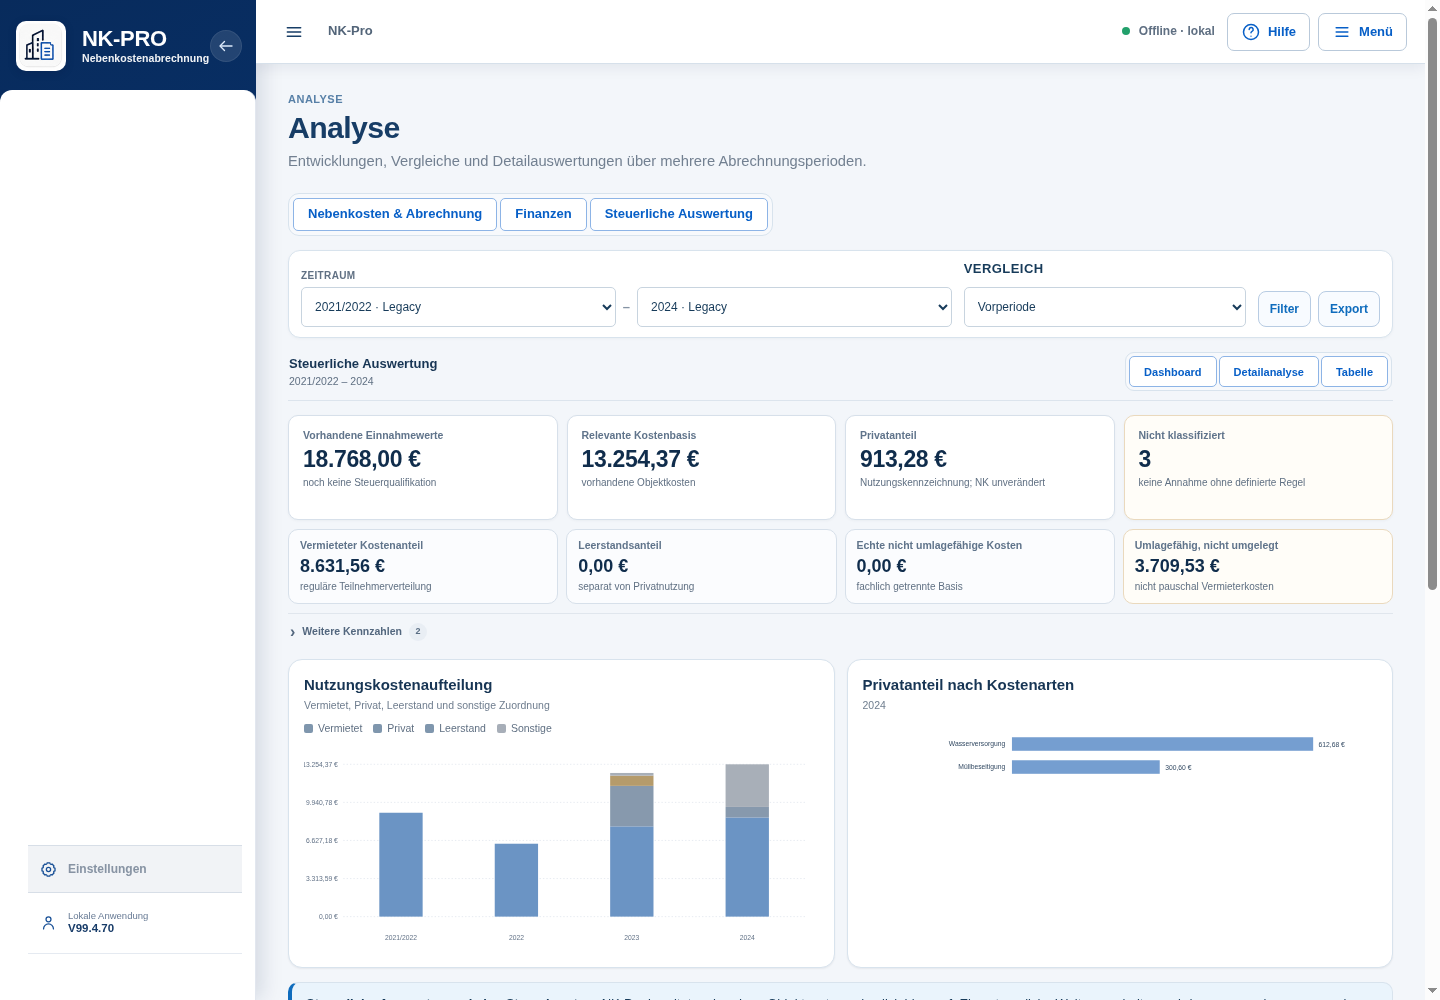 NK-PRO
Nebenkostenabrechnung
NK-Pro
Offline · lokal
Hilfe
Menü
ANALYSE
Analyse
Entwicklungen, Vergleiche und Detailauswertungen über mehrere Abrechnungsperioden.
Nebenkosten & Abrechnung
Finanzen
Steuerliche Auswertung
ZEITRAUM
VERGLEICH
2021/2022 · Legacy
–
2024 · Legacy
Vorperiode
Filter
Export
Steuerliche Auswertung
2021/2022 – 2024
Dashboard
Detailanalyse
Tabelle
Vorhandene Einnahmewerte
18.768,00 €
noch keine Steuerqualifikation
Relevante Kostenbasis
13.254,37 €
vorhandene Objektkosten
Privatanteil
913,28 €
Nutzungskennzeichnung; NK unverändert
Nicht klassifiziert
3
keine Annahme ohne definierte Regel
Vermieteter Kostenanteil
8.631,56 €
reguläre Teilnehmerverteilung
Leerstandsanteil
0,00 €
separat von Privatnutzung
Echte nicht umlagefähige Kosten
0,00 €
fachlich getrennte Basis
Umlagefähig, nicht umgelegt
3.709,53 €
nicht pauschal Vermieterkosten
Weitere Kennzahlen
2
Nutzungskostenaufteilung
Vermietet, Privat, Leerstand und sonstige Zuordnung
Vermietet
Privat
Leerstand
Sonstige
13.254,37 €
9.940,78 €
6.627,18 €
3.313,59 €
0,00 €
2021/2022
2022
2023
2024
Privatanteil nach Kostenarten
2024
Wasserversorgung
612,68 €
Müllbeseitigung
300,60 €
Einstellungen
Lokale Anwendung
V99.4.70